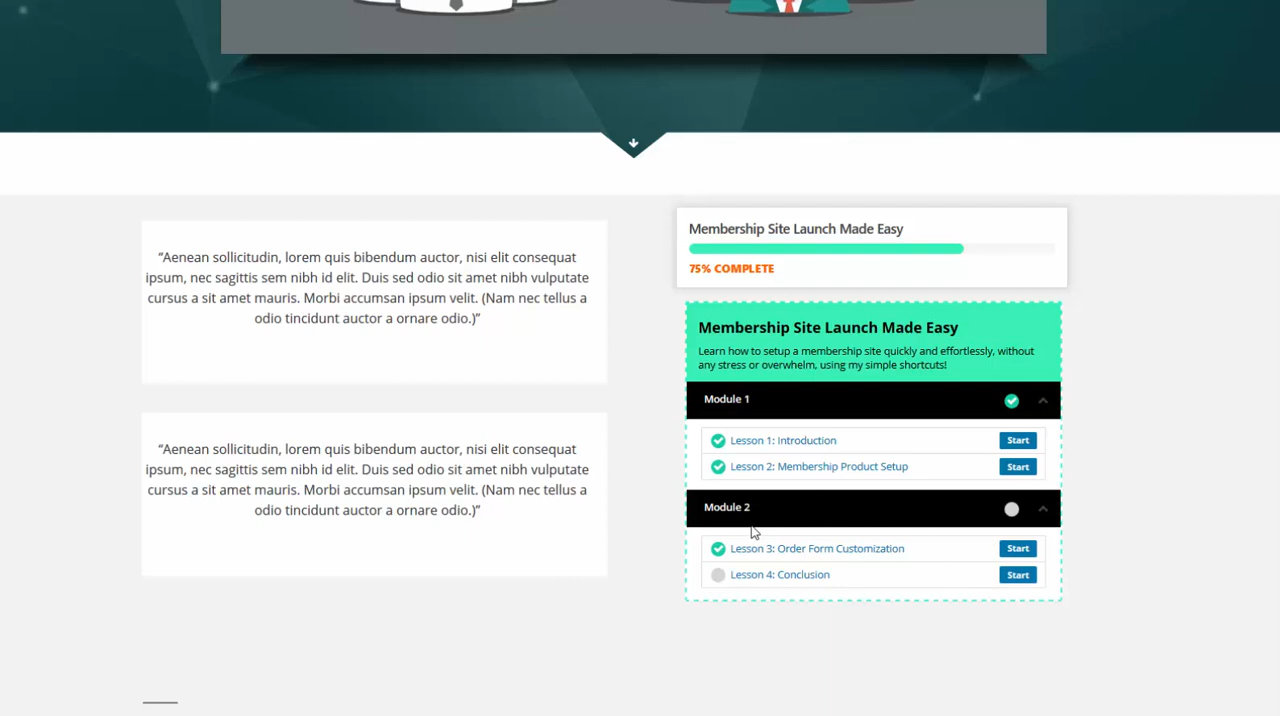 “Aenean sollicitudin, lorem quis bibendum auctor, nisi elit consequat
ipsum, nec sagittis sem nibh id elit. Duis sed odio sit amet nibh vulputate
cursus a sit amet mauris. Morbi accumsan ipsum velit. (Nam nec tellus a
odio tincidunt auctor a ornare odio.)”
“Aenean sollicitudin, lorem quis bibendum auctor, nisi elit consequat
ipsum, nec sagittis sem nibh id elit. Duis sed odio sit amet nibh vulputate
cursus a sit amet mauris. Morbi accumsan ipsum velit. (Nam nec tellus a
odio tincidunt auctor a ornare odio.)”
Membership Site Launch Made Easy
75% COMPLETE
Membership Site Launch Made Easy
Learn how to setup a membership site quickly and effortlessly, without
any stress or overwhelm, using my simple shortcuts!
Module 1
Lesson 1: Introduction Start
Lesson 2: Membership Product Setup Start
Module 2
Lesson 3: Order Form Customization Start
Lesson 4: Conclusion Start